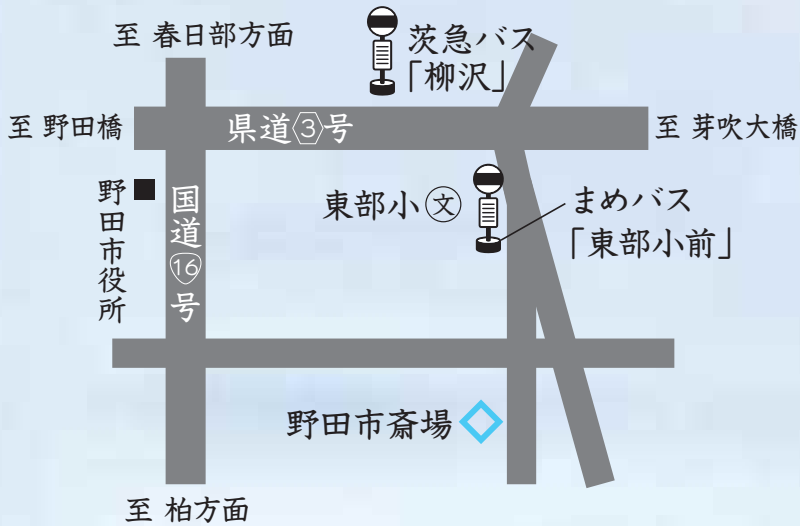 至 春日部方面
茨急バス
「柳沢」
至 野田橋
県道③号
至 芽吹大橋
野田市役所
国道⑯号
東部小㊛文
まめバス
「東部小前」
野田市斎場
至 柏方面